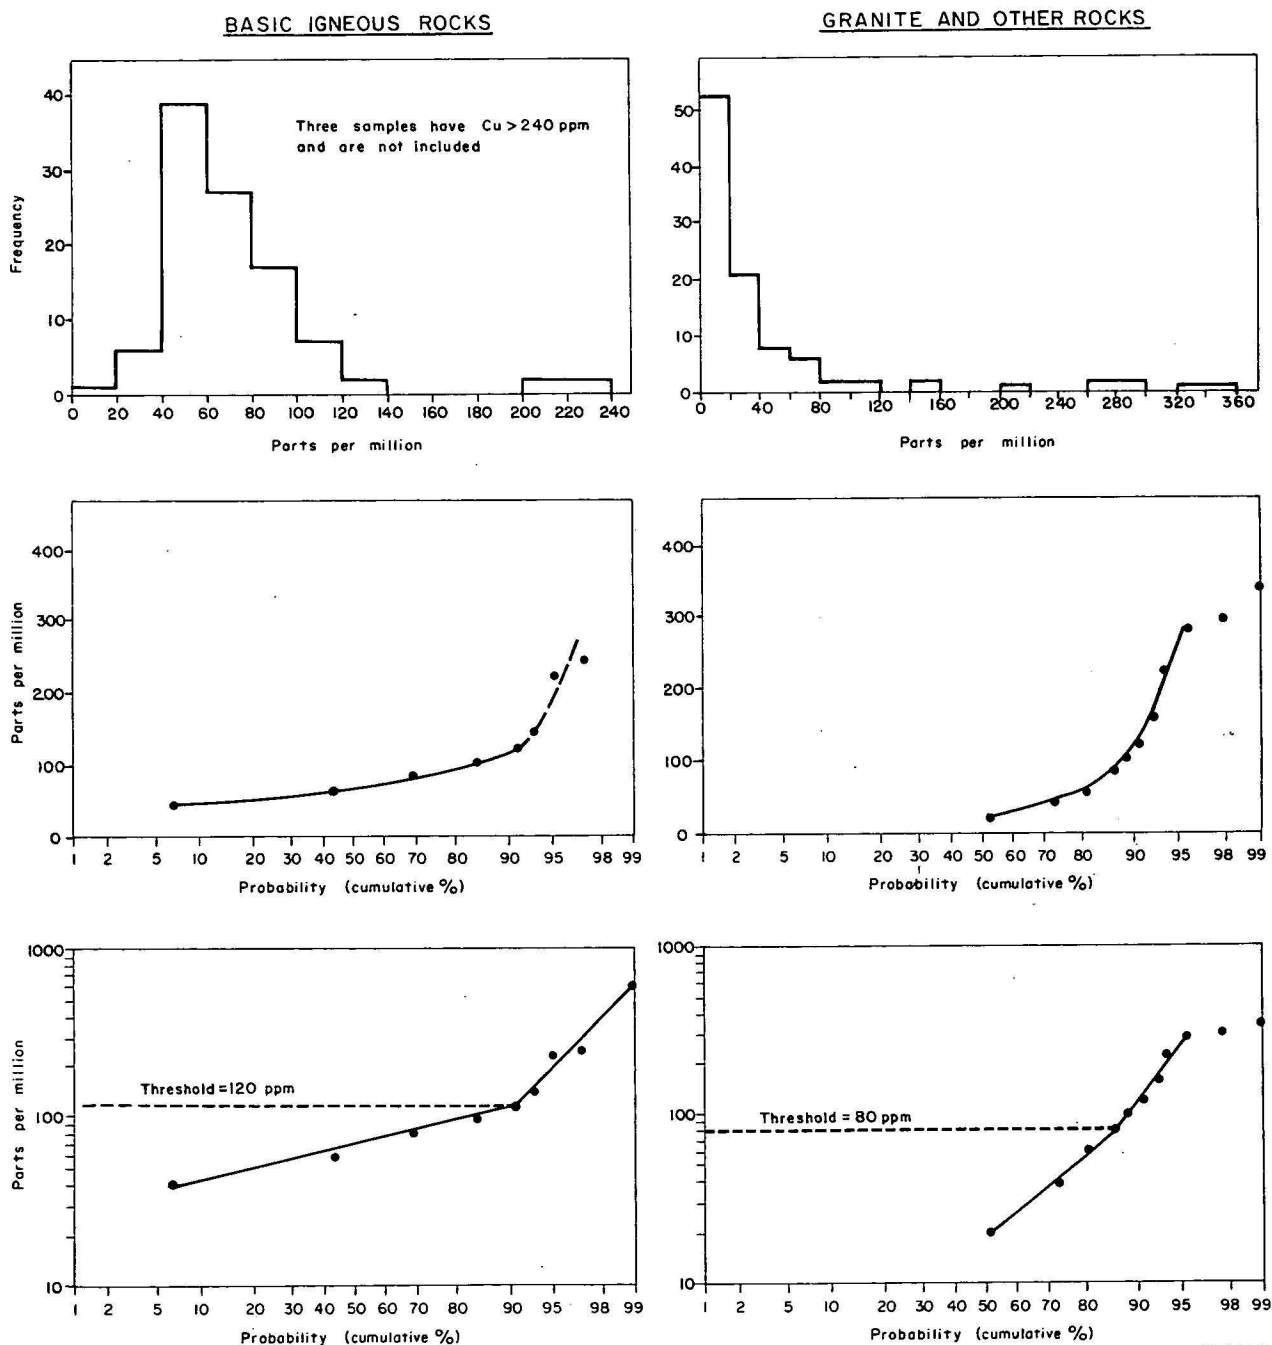 BASIC IGNEOUS ROCKS
GRANITE AND OTHER ROCKS
Frequency
40
30
20
10
0
Three samples have Cu > 240 ppm
and are not included
0 20 40 60 80 100 120 140 160 180 200 220 240
Parts per million
50
40
30
20
10
0
0 40 80 120 160 200 240 280 320 360
Parts per million
Parts per million
400
300
200
100
0
1 2 5 10 20 30 40 50 60 70 80 90 95 98 99
Probability (cumulative %)
400
300
200
100
0
1 2 5 10 20 30 40 50 60 70 80 90 95 98 99
Probability (cumulative %)
Parts per million
1000
100
10
Threshold = 120 ppm
1 2 5 10 20 30 40 50 60 70 80 90 95 98 99
Probability (cumulative %)
1000
100
10
Threshold = 80 ppm
1 2 5 10 20 30 40 50 60 70 80 90 95 98 99
Probability (cumulative %)